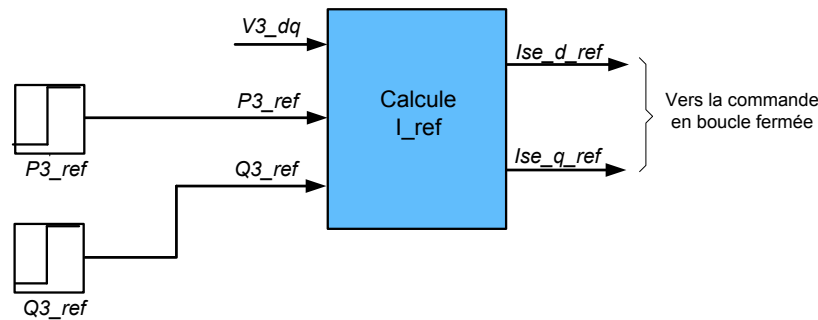 V3_dq
P3_ref
Q3_ref
P3_ref
Q3_ref
Calcule
I_ref
Ise_d_ref
Ise_q_ref
Vers la commande
en boucle fermée